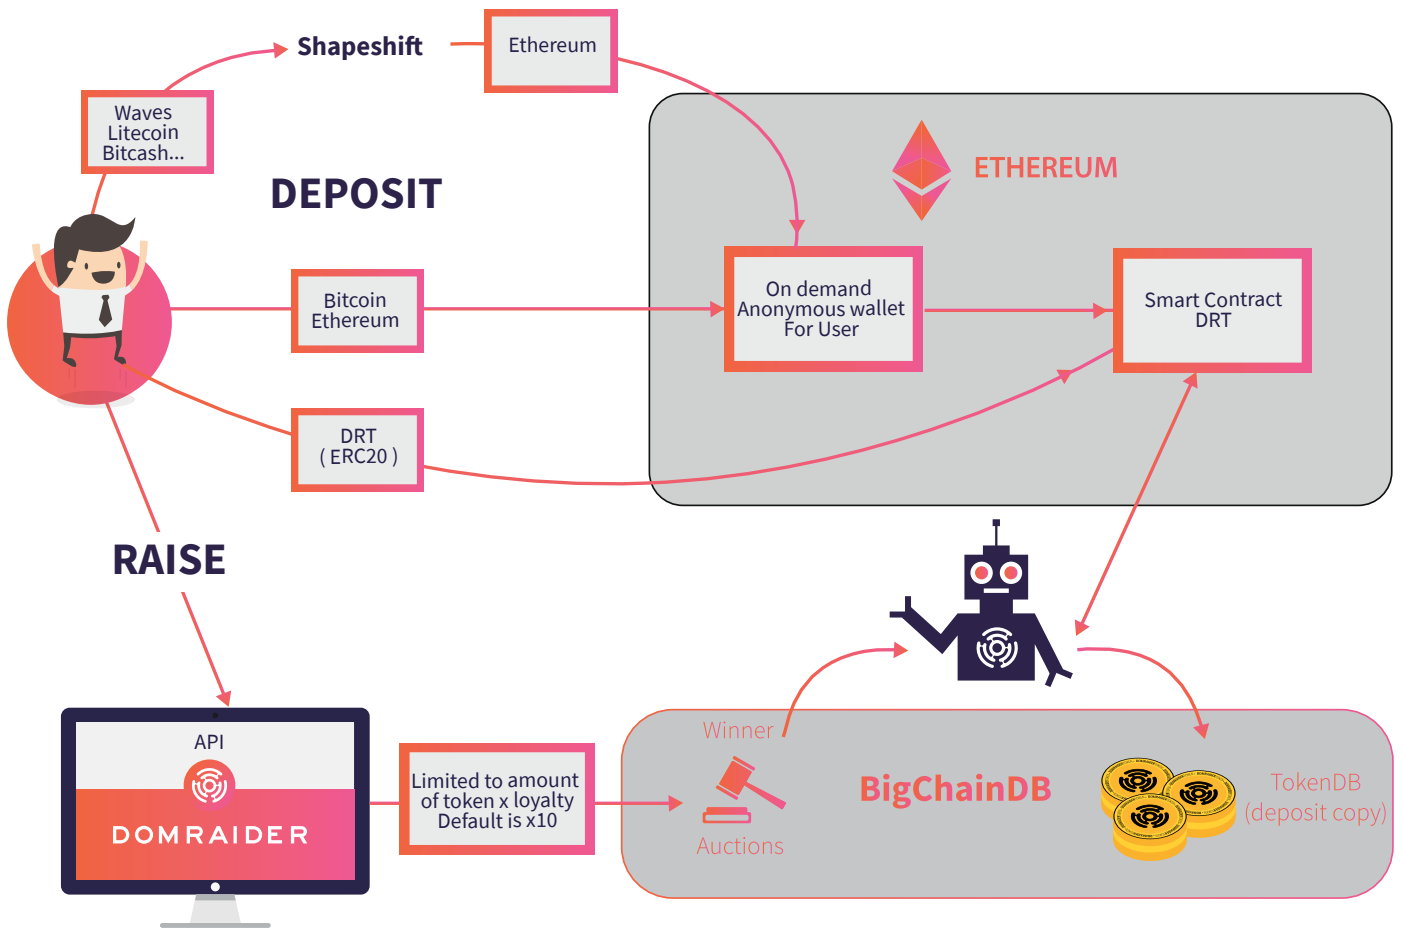 Shapeshift
Ethereum
Waves
Litecoin
Bitcash...
DEPOSIT
ETHEREUM
Bitcoin
Ethereum
On demand
Anonymous wallet
For User
Smart Contract
DRT
DRT
( ERC20 )
RAISE
API
DOMRAIDER
Limited to amount
of token x loyalty
Default is x10
Winner
Auctions
BigChainDB
TokenDB
(deposit copy)